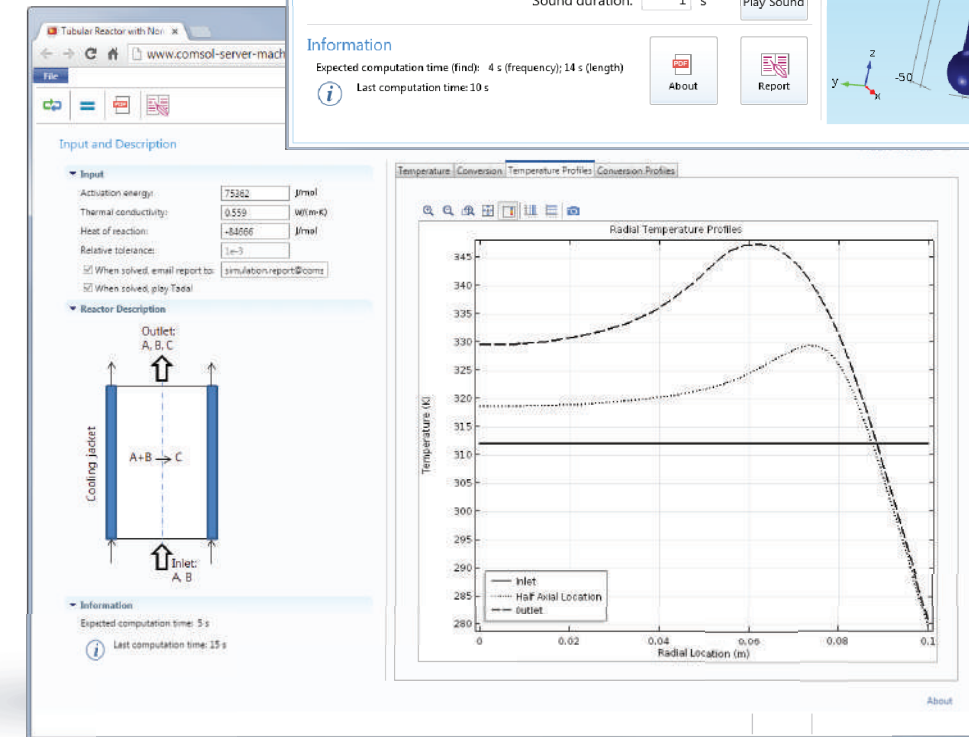 Tubular Reactor with Non
www.comsol-server-mach
File
Sound duration: 1 s
Play Sound
Information
Expected computation time (find): 4 s (frequency); 14 s (length)
Last computation time: 10 s
PDF
About
Report
z
y
x
-50
PDF
Input and Description
Input
Activation energy: 75362 J/mol
Thermal conductivity: 0.559 W/(m·K)
Heat of reaction: -84666 J/mol
Relative tolerance: 1e-3
When solved, email report to: simulation.report@coms
When solved, play Tada!
Reactor Description
Outlet:
A, B, C
Cooling jacket
A+B → C
Inlet:
A, B
Information
Expected computation time: 5 s
Last computation time: 15 s
Temperature Conversion Temperature Profiles Conversion Profiles
Radial Temperature Profiles
Temperature (K)
345
340
335
330
325
320
315
310
305
300
295
290
285
280
Inlet
Half Axial Location
Outlet
0 0.02 0.04 0.06 0.08 0.1
Radial Location (m)
About